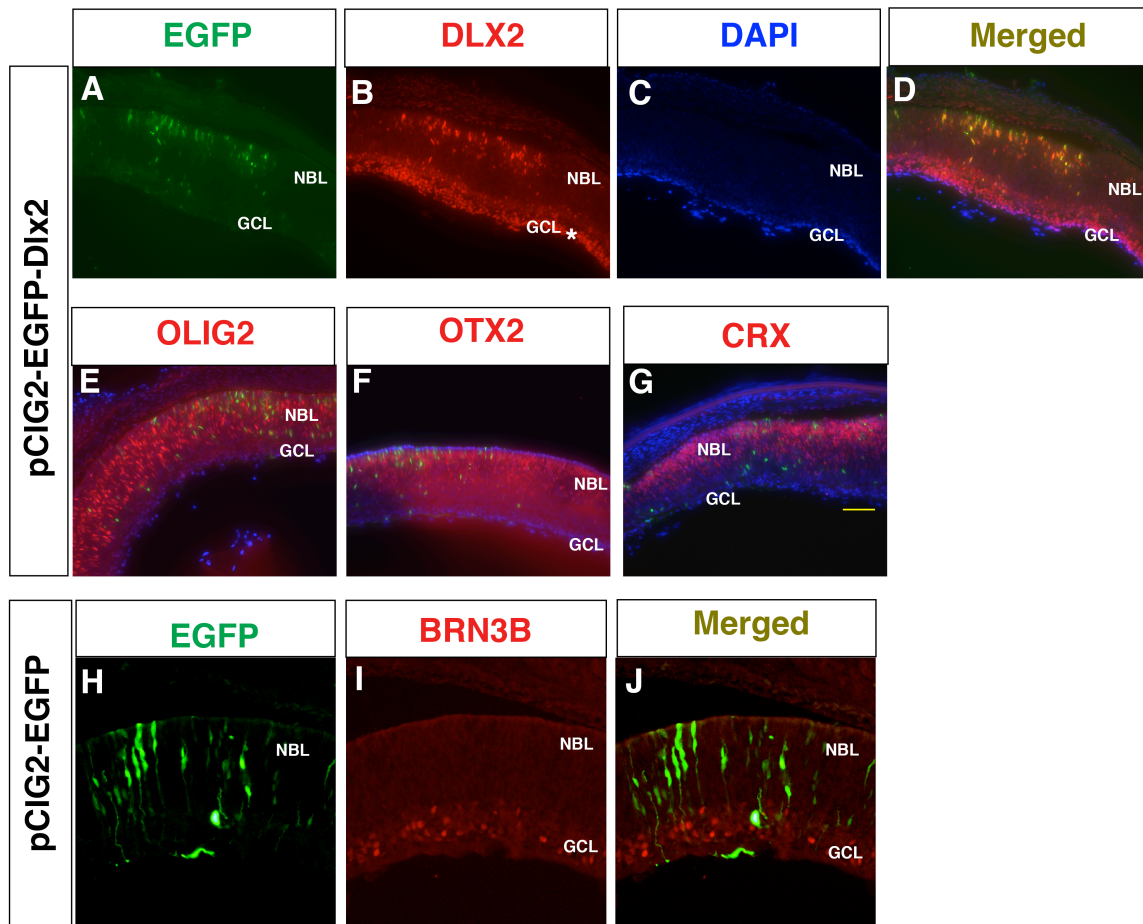 EGFP
DLX2
DAPI
Merged
pCIG2-EGFP-Dlx2
A
NBL
GCL
B
NBL
GCL
*
C
NBL
GCL
D
NBL
GCL
OLIG2
OTX2
CRX
E
NBL
GCL
F
NBL
GCL
G
NBL
GCL
pCIG2-EGFP
EGFP
BRN3B
Merged
H
NBL
I
NBL
GCL
J
NBL
GCL